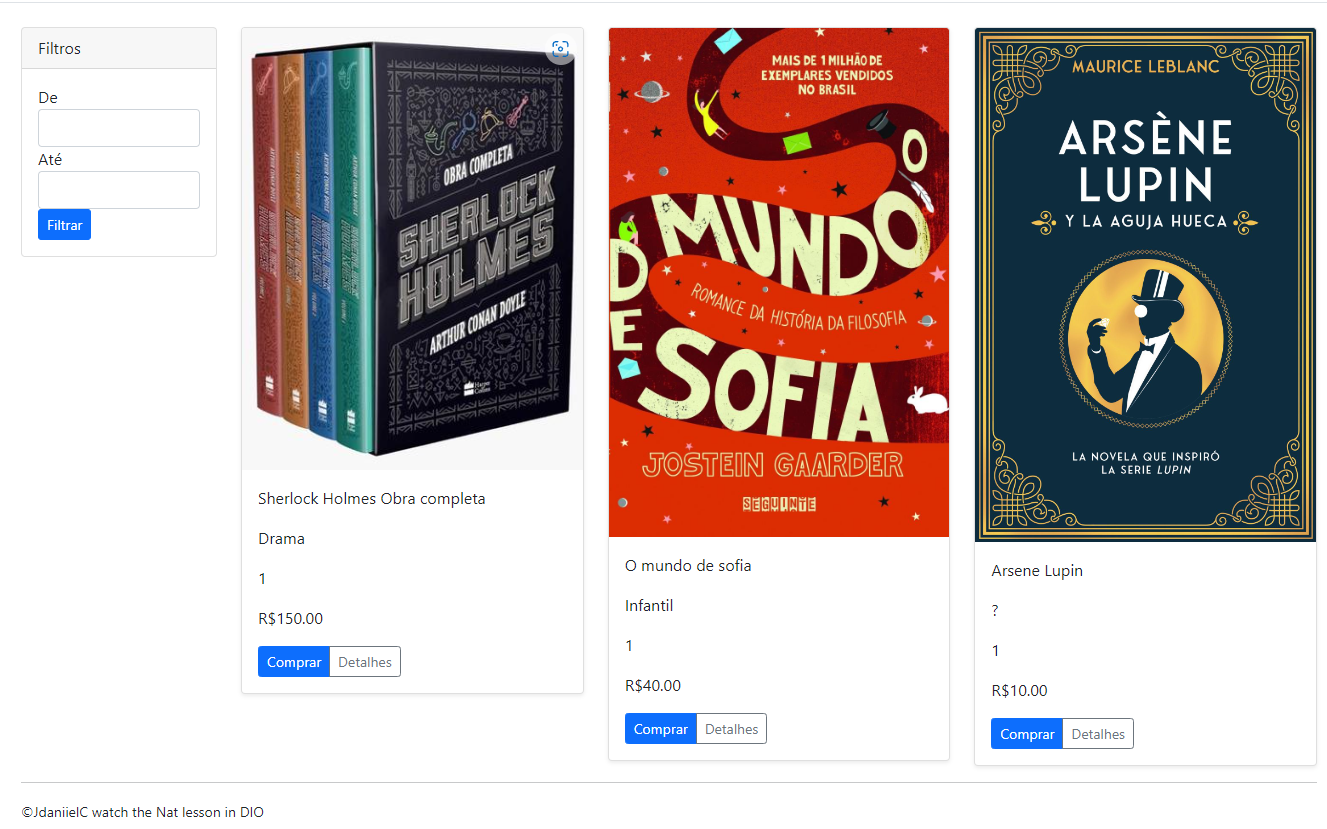 Filtros
De
Até
Filtrar
OBRA COMPLETA
SHERLOCK
HOLMES
ARTHUR CONAN DOYLE
Harper
Collins
Sherlock Holmes Obra completa
Drama
1
R$150.00
Comprar
Detalhes
MAIS DE 1 MILHÃO DE
EXEMPLARES VENDIDOS
NO BRASIL
O
MUNDO
DE
ROMANCE DA HISTÓRIA DA FILOSOFIA
SOFIA
JOSTEIN GAARDER
SEGUINTE
O mundo de sofia
Infantil
1
R$40.00
Comprar
Detalhes
MAURICE LEBLANC
ARSÈNE
LUPIN
Y LA AGUJA HUECA
LA NOVELA QUE INSPIRÓ
LA SERIE LUPIN
Arsene Lupin
?
1
R$10.00
Comprar
Detalhes
©JdaniielC watch the Nat lesson in DIO